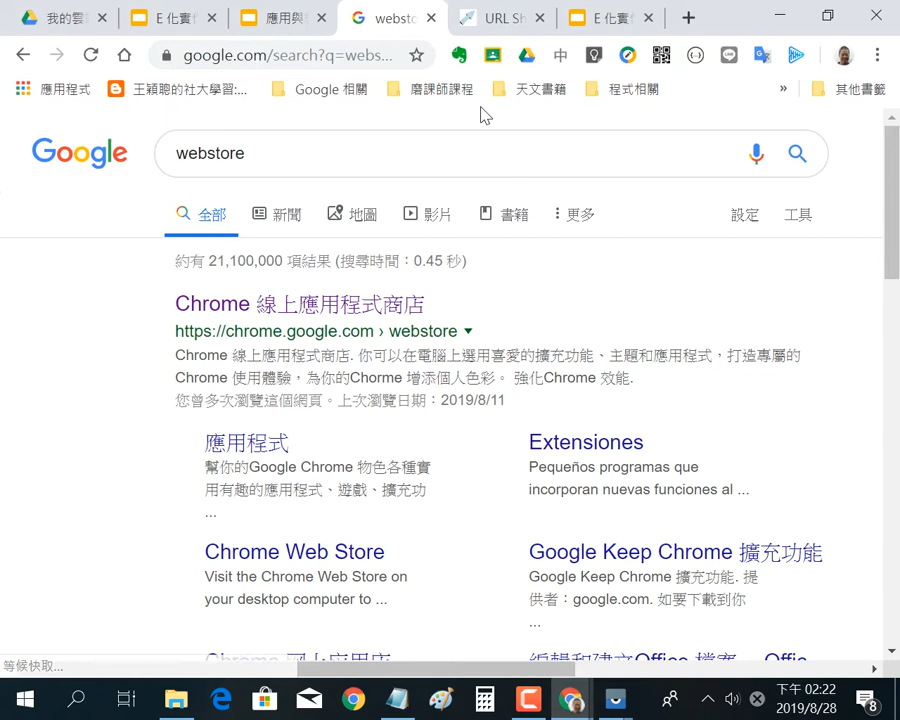 我的雲
E 化實
應用與
websto
URL Sh
E 化實
google.com/search?q=webs...
中
LINE
應用程式
王穎聰的社大學習:...
Google 相關
磨課師課程
天文書籍
程式相關
»
其他書籤
Google
webstore
全部
新聞
地圖
影片
書籍
更多
設定
工具
約有 21,100,000 項結果 (搜尋時間：0.45 秒)
Chrome 線上應用程式商店
https://chrome.google.com › webstore
Chrome 線上應用程式商店. 你可以在電腦上選用喜愛的擴充功能、主題和應用程式，打造專屬的
Chrome 使用體驗，為你的Chorme 增添個人色彩。 強化Chrome 效能.
您曾多次瀏覽這個網頁。上次瀏覽日期：2019/8/11
應用程式
幫你的Google Chrome 物色各種實
用有趣的應用程式、遊戲、擴充功
...
Extensiones
Pequeños programas que
incorporan nuevas funciones al ...
Chrome Web Store
Visit the Chrome Web Store on
your desktop computer to ...
Google Keep Chrome 擴充功能
Google Keep Chrome 擴充功能. 提
供者：google.com. 如要下載到你
...
Chrome 網上應用店
編輯和建立Office 檔案 - Offic
等候快取...
下午 02:22
2019/8/28
8